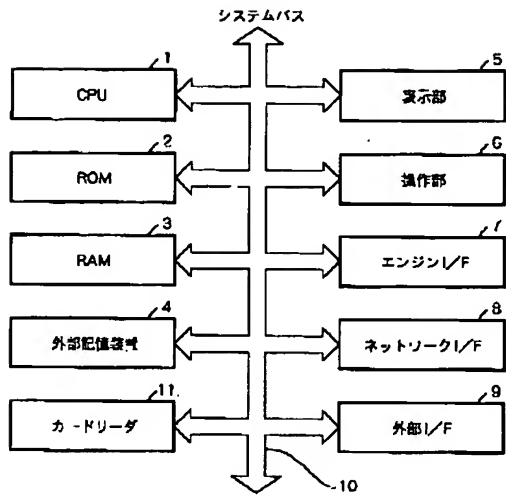 システムバス
1
CPU
5
表示部
2
ROM
6
操作部
3
RAM
7
エンジンI/F
4
外部記憶装置
8
ネットワークI/F
11
カードリーダ
9
外部I/F
10